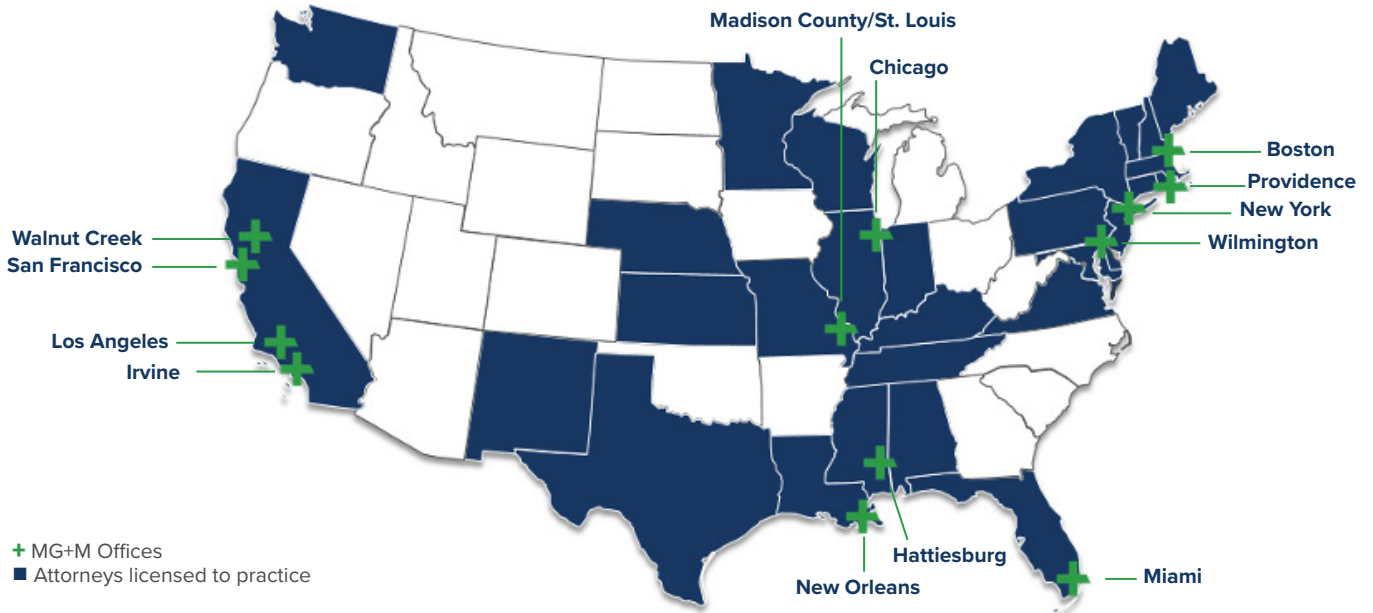 Madison County/St. Louis
Chicago
Boston
Providence
New York
Wilmington
Walnut Creek
San Francisco
Los Angeles
Irvine
Hattiesburg
New Orleans
Miami
+ MG+M Offices
Attorneys licensed to practice